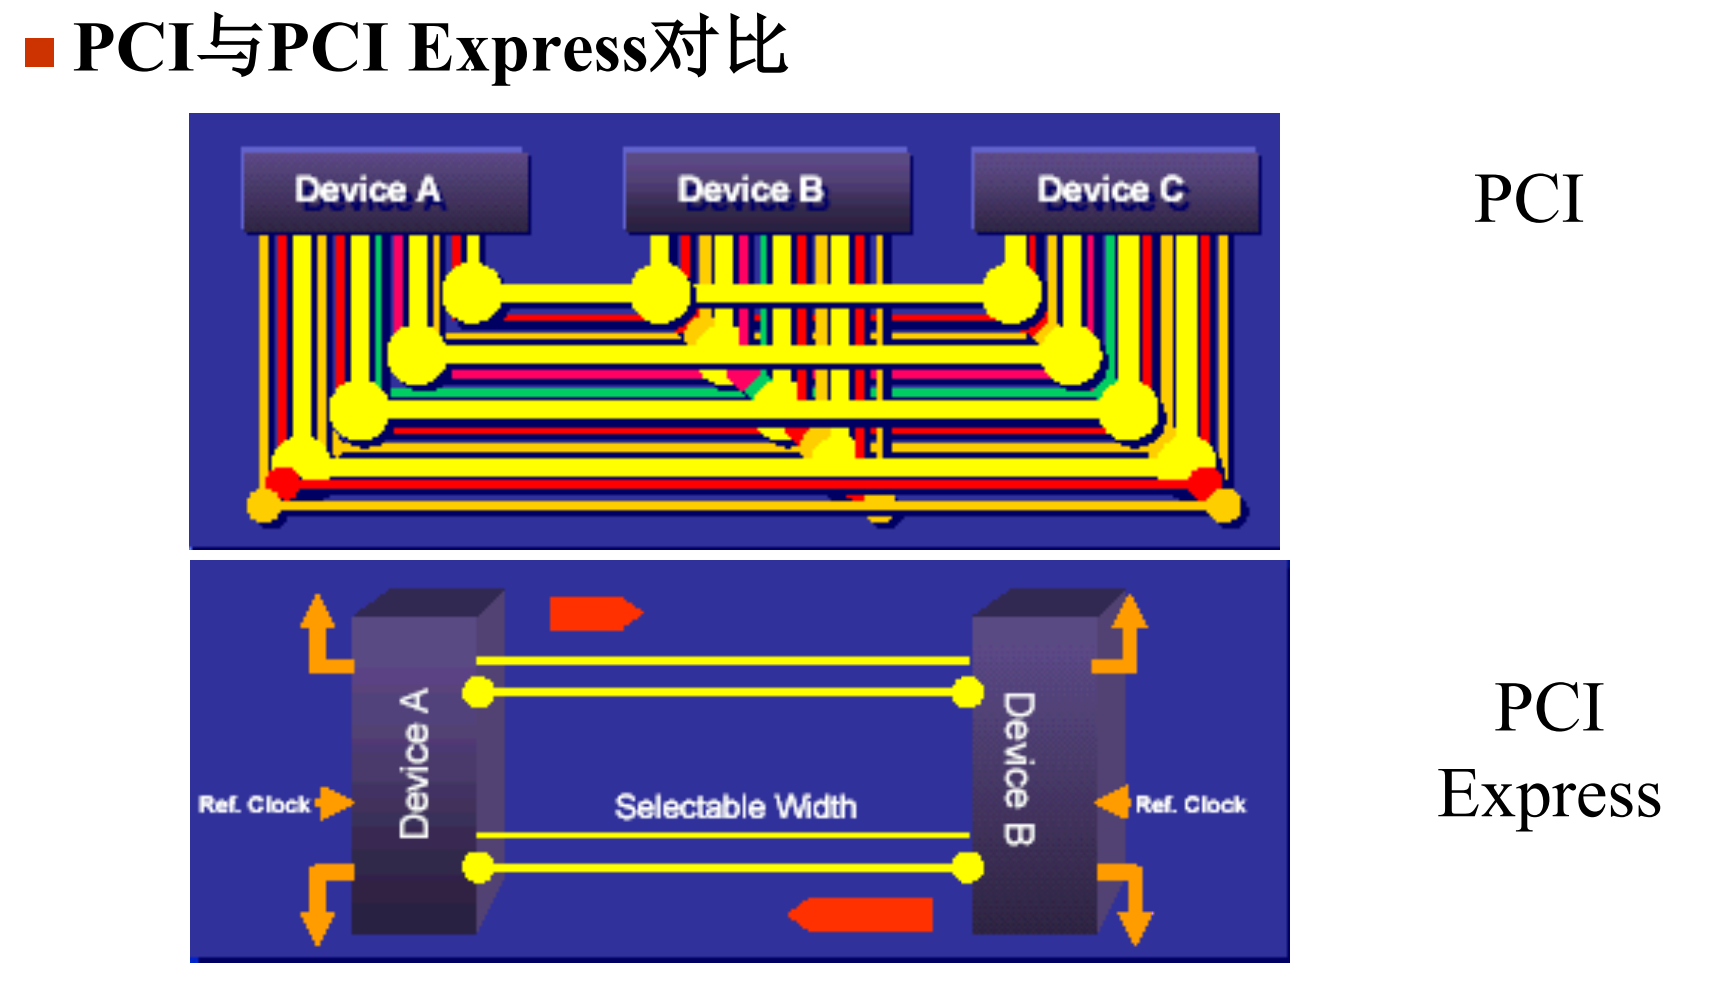 PCI与PCI Express对比
Device A
Device B
Device C
PCI
Device A
Device B
Ref. Clock
Selectable Width
Ref. Clock
PCI
Express